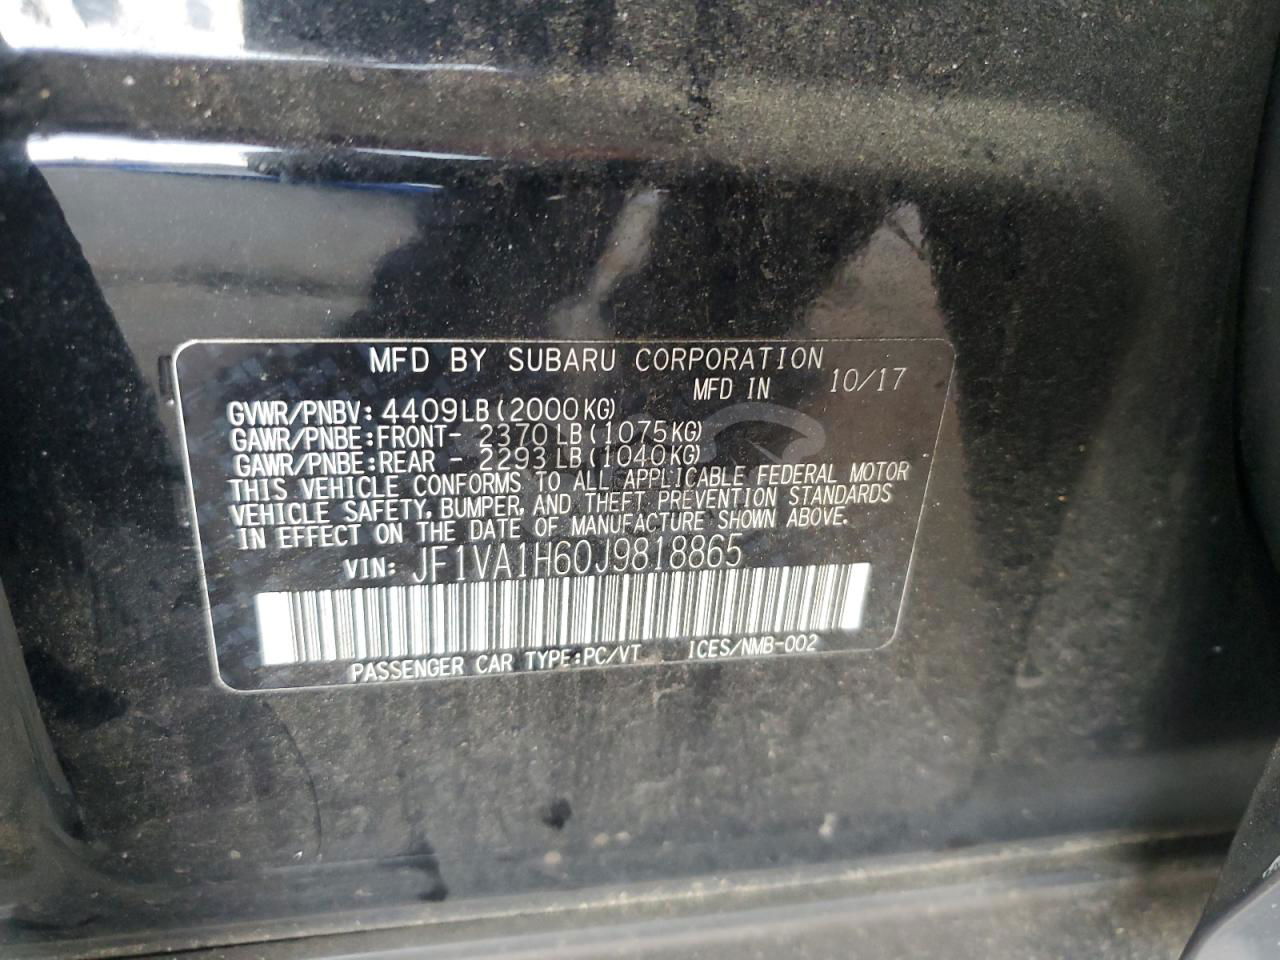 MFD BY SUBARU CORPORATION
MFD IN 10/17
GVWR/PNBV: 4409LB (2000KG)
GAWR/PNBE:FRONT- 2370 LB (1075KG)
GAWR/PNBE:REAR - 2293 LB (1040KG)
THIS VEHICLE CONFORMS TO ALL APPLICABLE FEDERAL MOTOR
VEHICLE SAFETY, BUMPER, AND THEFT PREVENTION STANDARDS
IN EFFECT ON THE DATE OF MANUFACTURE SHOWN ABOVE.
VIN: JF1VA1H60J9818865
PASSENGER CAR TYPE:PC/VT ICES/NMB-002